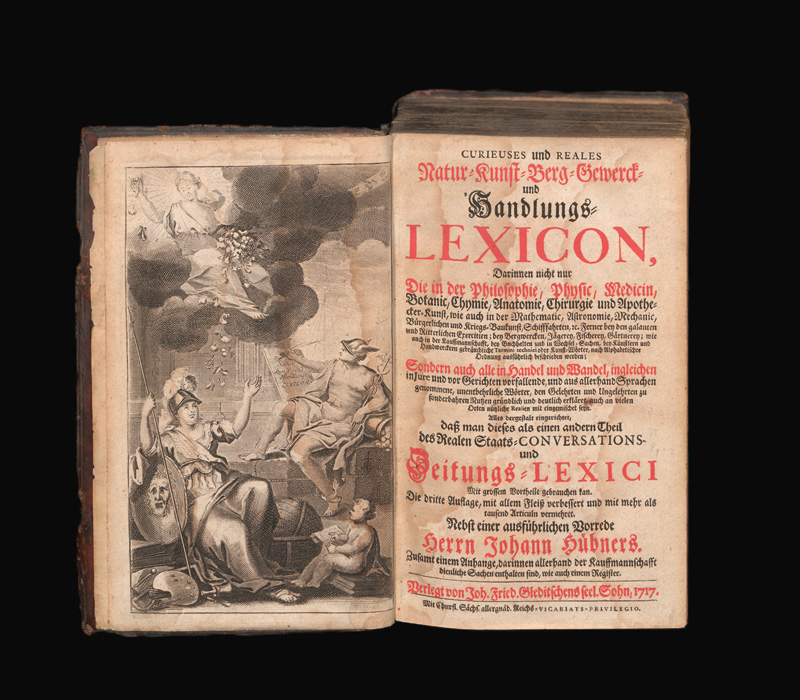 CURIEUSES und REALES
Natur-Kunst-Berg-Gewerck-
und
Handlungs-
LEXICON,
Darinnen nicht nur
Die in der Philosophie, Physic, Medicin,
Botanic, Chymie, Anatomie, Chirurgie und Apothe-
cker-Kunst, wie auch in der Mathematic, Astronomie, Mechanic,
Bürgerlichen und Kriegs-Baukunst, Schifffahrten, ꝛc. Ferner bey den galanten
und Ritterlichen Exercitien; bey Bergwercken, Jägerey, Fischerey, Gärtnerey; wie
auch in der Kauffmannschafft, bey Buchhalten und in Wechsel-Sachen, bey Künstlern und
Handwerckern gebräuchliche Termini technici oder Kunst-Wörter, nach Alphabetischer
Ordnung ausführlich beschrieben werden;
Sondern auch alle in Handel und Wandel, ingleichen
in Jure und vor Gerichten vorfallende, und aus allerhand Sprachen
genommene, unentbehrliche Wörter, den Gelehrten und Ungelehrten zu
sonderbahren Nutzen gründlich und deutlich erkläret, auch an vielen
Orten nützliche Realien mit eingemischet seyn.
Alles dergestalt eingerichtet,
daß man dieses als einen andern Theil
des Realen Staats-CONVERSATIONS-
und
Zeitungs-LEXICI
Mit grossem Vortheile gebrauchen kan.
Die dritte Auflage, mit allem Fleiß verbessert und mit mehr als
tausend Articuln vermehret.
Nebst einer ausführlichen Vorrede
Herrn Johann Hübners.
Zusamt einem Anhange, darinnen allerhand der Kauffmannschafft
dienliche Sachen enthalten sind, wie auch einem Register.
Verlegt von Joh. Fried. Gleditschens seel. Sohn, 1717.
Mit Churfl. Sächs. allergnäd. Reichs-VICARIATS-PRIVILEGIO.